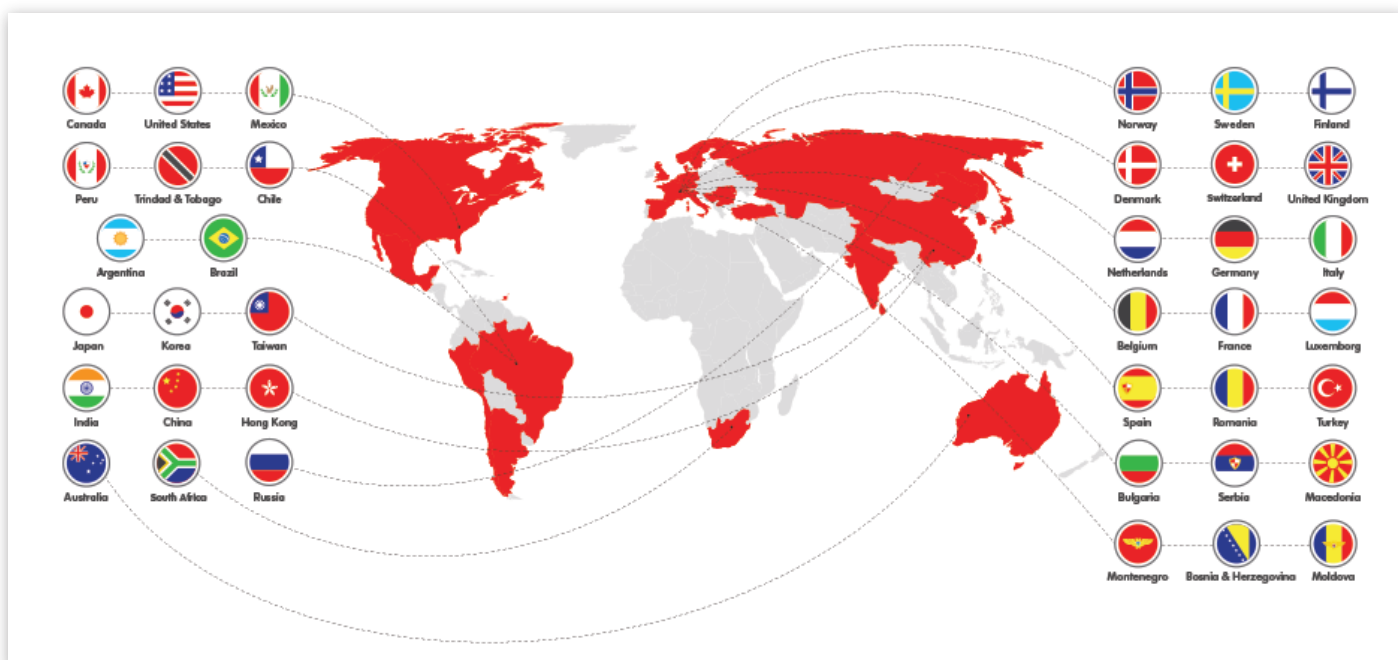 Canada United States Mexico
Peru Trinidad & Tobago Chile
Argentina Brazil
Japan Korea Taiwan
India China Hong Kong
Australia South Africa Russia
Norway Sweden Finland
Denmark Switzerland United Kingdom
Netherlands Germany Italy
Belgium France Luxemborg
Spain Romania Turkey
Bulgaria Serbia Macedonia
Montenegro Bosnia & Herzegovina Moldova